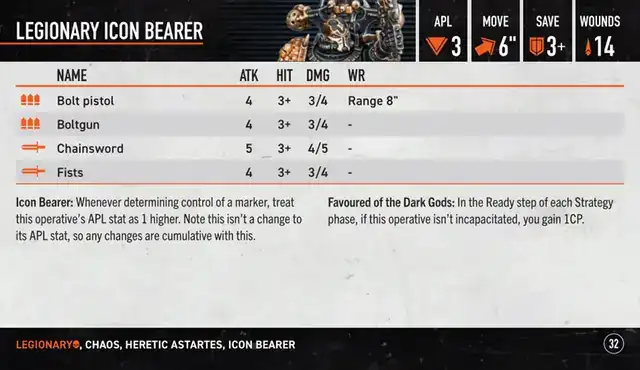 LEGIONARY ICON BEARER
APL MOVE SAVE WOUNDS
3 6" 3+ 14
NAME ATK HIT DMG WR
Bolt pistol 4 3+ 3/4 Range 8"
Boltgun 4 3+ 3/4 -
Chainsword 5 3+ 4/5 -
Fists 4 3+ 3/4 -
Icon Bearer: Whenever determining control of a marker, treat
this operative's APL stat as 1 higher. Note this isn't a change to
its APL stat, so any changes are cumulative with this.
Favoured of the Dark Gods: In the Ready step of each Strategy
phase, if this operative isn't incapacitated, you gain 1CP.
LEGIONARY, CHAOS, HERETIC ASTARTES, ICON BEARER
32